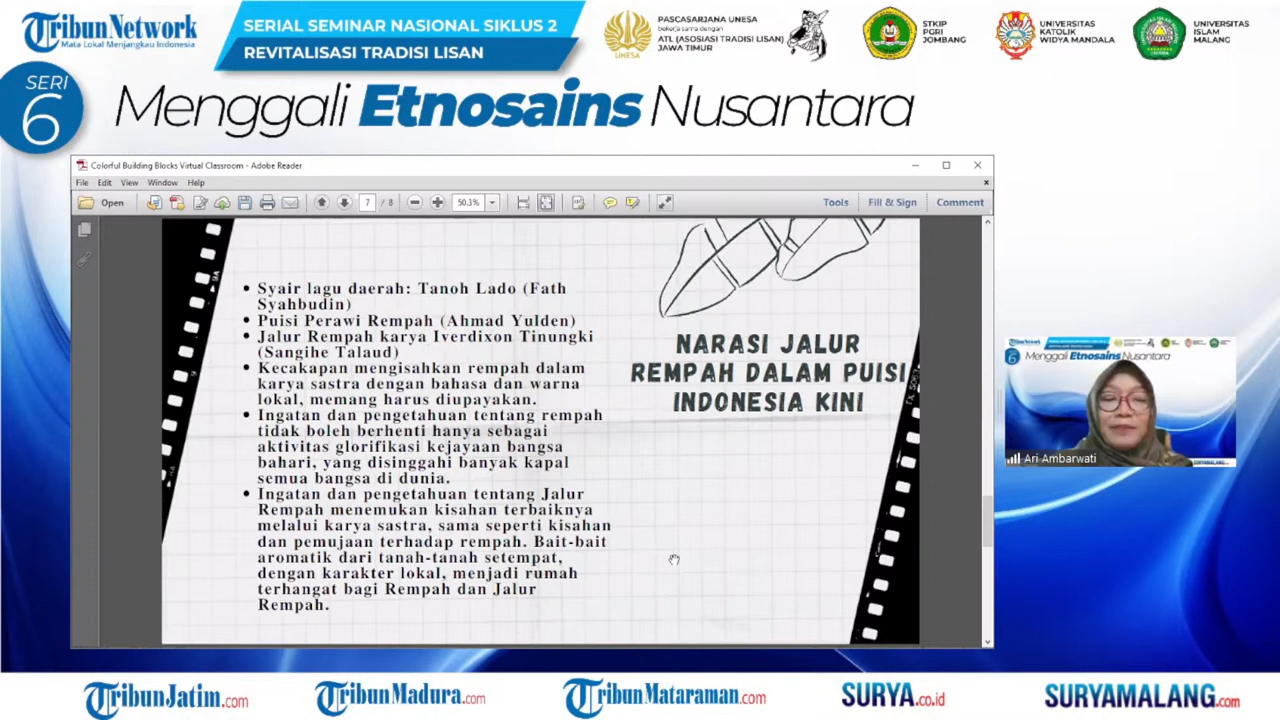 Tribun Network
Mata Lokal Menjangkau Indonesia
SERIAL SEMINAR NASIONAL SIKLUS 2
REVITALISASI TRADISI LISAN
UNESA
PASCASARJANA UNESA
bekerja sama dengan
ATL (ASOSIASI TRADISI LISAN)
JAWA TIMUR
STKIP
PGRI
JOMBANG
UNIVERSITAS
KATOLIK
WIDYA MANDALA
UNIVERSITAS
ISLAM
MALANG
SERI
6
Menggali Etnosains Nusantara
Colorful Building Blocks Virtual Classroom - Adobe Reader
File Edit View Window Help
Open 7 / 8 50.3% Tools Fill & Sign Comment
• Syair lagu daerah: Tanoh Lado (Fath
Syahbudin)
• Puisi Perawi Rempah (Ahmad Yulden)
• Jalur Rempah karya Iverdixon Tinungki
(Sangihe Talaud)
• Kecakapan mengisahkan rempah dalam
karya sastra dengan bahasa dan warna
lokal, memang harus diupayakan.
• Ingatan dan pengetahuan tentang rempah
tidak boleh berhenti hanya sebagai
aktivitas glorifikasi kejayaan bangsa
bahari, yang disinggahi banyak kapal
semua bangsa di dunia.
• Ingatan dan pengetahuan tentang Jalur
Rempah menemukan kisahan terbaiknya
melalui karya sastra, sama seperti kisahan
dan pemujaan terhadap rempah. Bait-bait
aromatik dari tanah-tanah setempat,
dengan karakter lokal, menjadi rumah
terhangat bagi Rempah dan Jalur
Rempah.
NARASI JALUR
REMPAH DALAM PUISI
INDONESIA KINI
Menggali Etnosains Nusantara
Ari Ambarwati
SURYAMALANG.com
TribunJatim.com
TribunMadura.com
TribunMataraman.com
SURYA.co.id
SURYAMALANG.com